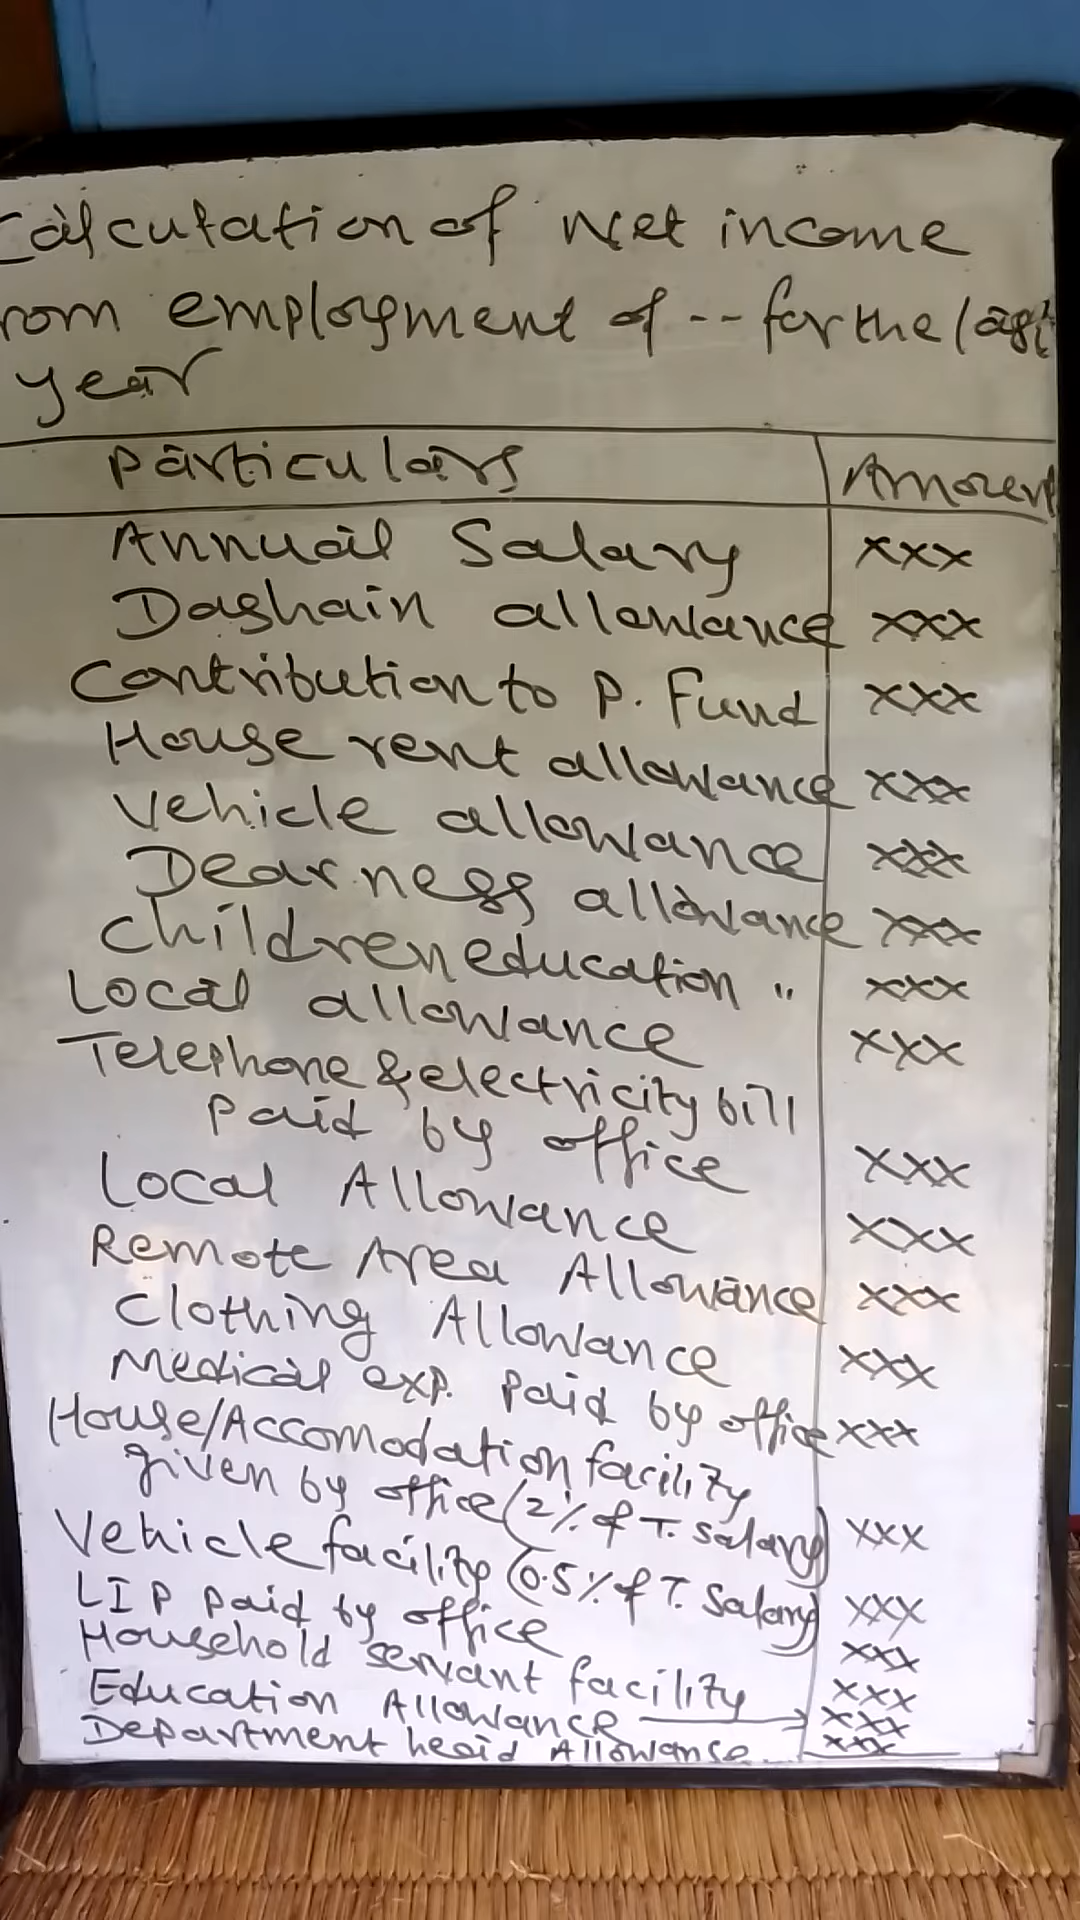 Calculation of Net income
rom employment of -- for the last
year
Particulars Amount
Annual Salary xxx
Dashain allowance xxx
Contribution to P. Fund xxx
House rent allowance xxx
Vehicle allowance xxx
Dearness allowance xxx
Children education " xxx
Local allowance xxx
Telephone & electricity bill
paid by office xxx
Local Allowance xxx
Remote Area Allowance xxx
Clothing Allowance xxx
Medical exp. paid by office xxx
House/Accomodation facility
given by office (2% of T. salary) xxx
Vehicle facility (0.5% of T. Salary) xxx
LIP paid by office xxx
Household servant facility xxx
Education Allowance xxx
Department head Allowance xxx